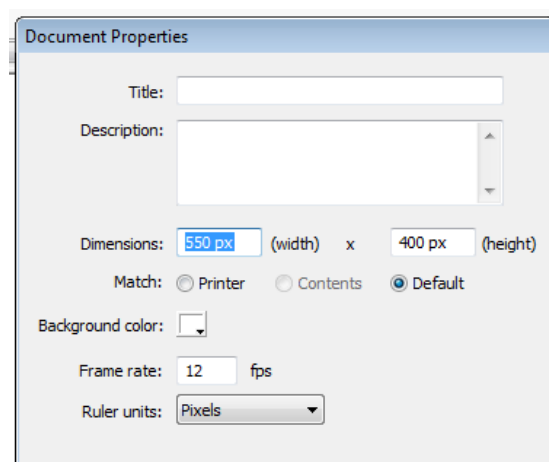 Document Properties
Title:
Description:
Dimensions: 550 px (width) x 400 px (height)
Match: Printer Contents Default
Background color:
Frame rate: 12 fps
Ruler units: Pixels